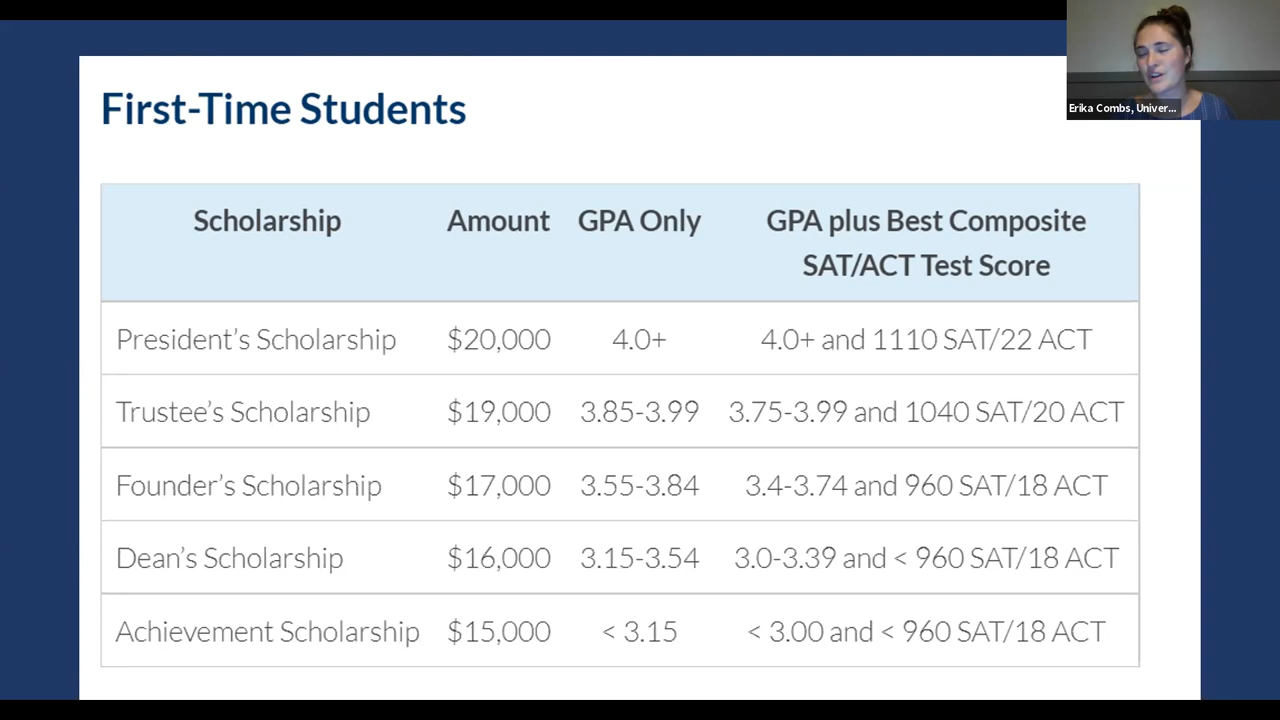 Erika Combs, Univer...
First-Time Students
Scholarship Amount GPA Only GPA plus Best Composite
SAT/ACT Test Score
President's Scholarship $20,000 4.0+ 4.0+ and 1110 SAT/22 ACT
Trustee's Scholarship $19,000 3.85-3.99 3.75-3.99 and 1040 SAT/20 ACT
Founder's Scholarship $17,000 3.55-3.84 3.4-3.74 and 960 SAT/18 ACT
Dean's Scholarship $16,000 3.15-3.54 3.0-3.39 and < 960 SAT/18 ACT
Achievement Scholarship $15,000 < 3.15 < 3.00 and < 960 SAT/18 ACT